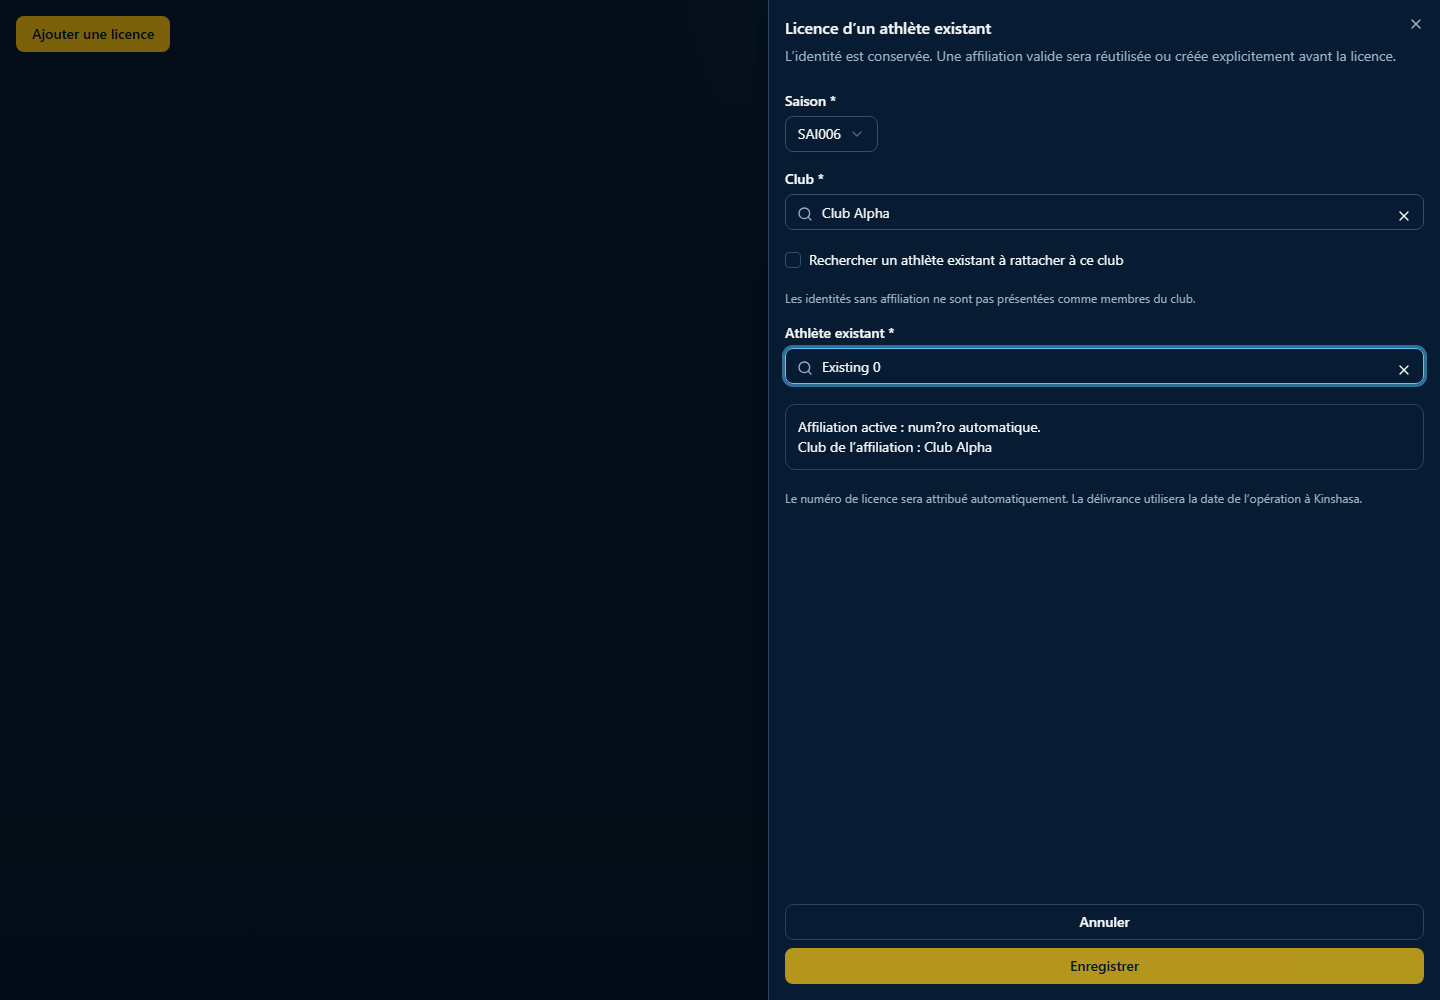 Ajouter une licence
Licence d’un athlète existant
L’identité est conservée. Une affiliation valide sera réutilisée ou créée explicitement avant la licence.
Saison *
SAI006
Club *
Club Alpha
Rechercher un athlète existant à rattacher à ce club
Les identités sans affiliation ne sont pas présentées comme membres du club.
Athlète existant *
Existing 0
Affiliation active : num?ro automatique.
Club de l’affiliation : Club Alpha
Le numéro de licence sera attribué automatiquement. La délivrance utilisera la date de l’opération à Kinshasa.
Annuler
Enregistrer